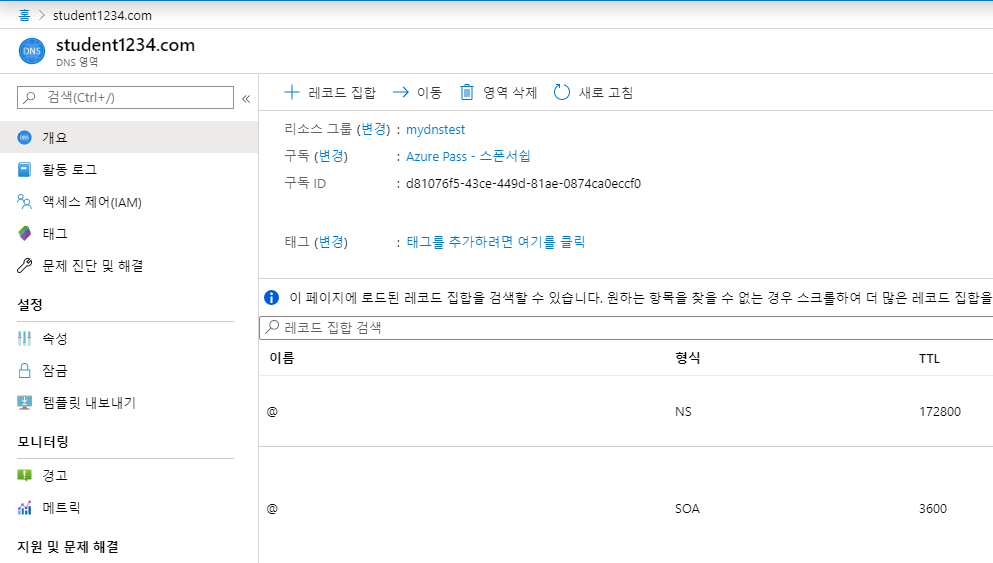 홈 > student1234.com
DNS
student1234.com
DNS 영역
검색(Ctrl+/)
«
개요
활동 로그
액세스 제어(IAM)
태그
문제 진단 및 해결
설정
속성
잠금
템플릿 내보내기
모니터링
경고
메트릭
지원 및 문제 해결
레코드 집합 이동 영역 삭제 새로 고침
리소스 그룹 (변경) : mydnstest
구독 (변경) : Azure Pass - 스폰서쉽
구독 ID : d81076f5-43ce-449d-81ae-0874ca0eccf0
태그 (변경) : 태그를 추가하려면 여기를 클릭
이 페이지에 로드된 레코드 집합을 검색할 수 있습니다. 원하는 항목을 찾을 수 없는 경우 스크롤하여 더 많은 레코드 집합을
레코드 집합 검색
이름 형식 TTL
@ NS 172800
@ SOA 3600